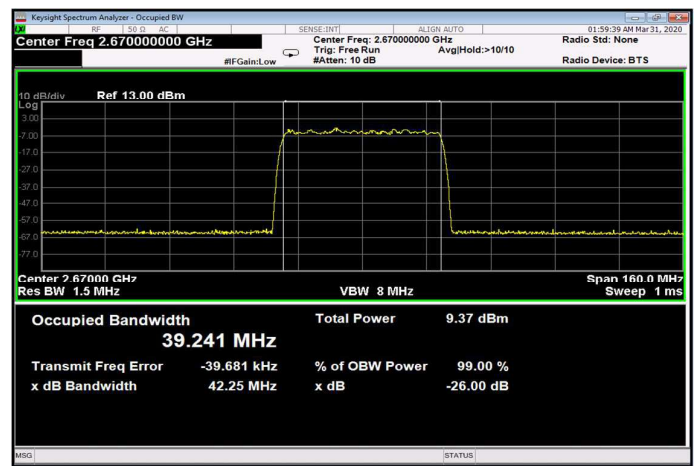 Keysight Spectrum Analyzer - Occupied BW
RF 50 Ω AC SENSE:INT ALIGN AUTO 01:59:39 AM Mar 31, 2020
Center Freq 2.670000000 GHz Center Freq: 2.670000000 GHz Radio Std: None
Trig: Free Run Avg|Hold:>10/10
#IFGain:Low #Atten: 10 dB Radio Device: BTS
10 dB/div Ref 13.00 dBm
Log
3.00
-7.00
-17.0
-27.0
-37.0
-47.0
-57.0
-67.0
-77.0
Center 2.67000 GHz Span 160.0 MHz
Res BW 1.5 MHz VBW 8 MHz Sweep 1 ms
Occupied Bandwidth Total Power 9.37 dBm
39.241 MHz
Transmit Freq Error -39.681 kHz % of OBW Power 99.00 %
x dB Bandwidth 42.25 MHz x dB -26.00 dB
MSG STATUS